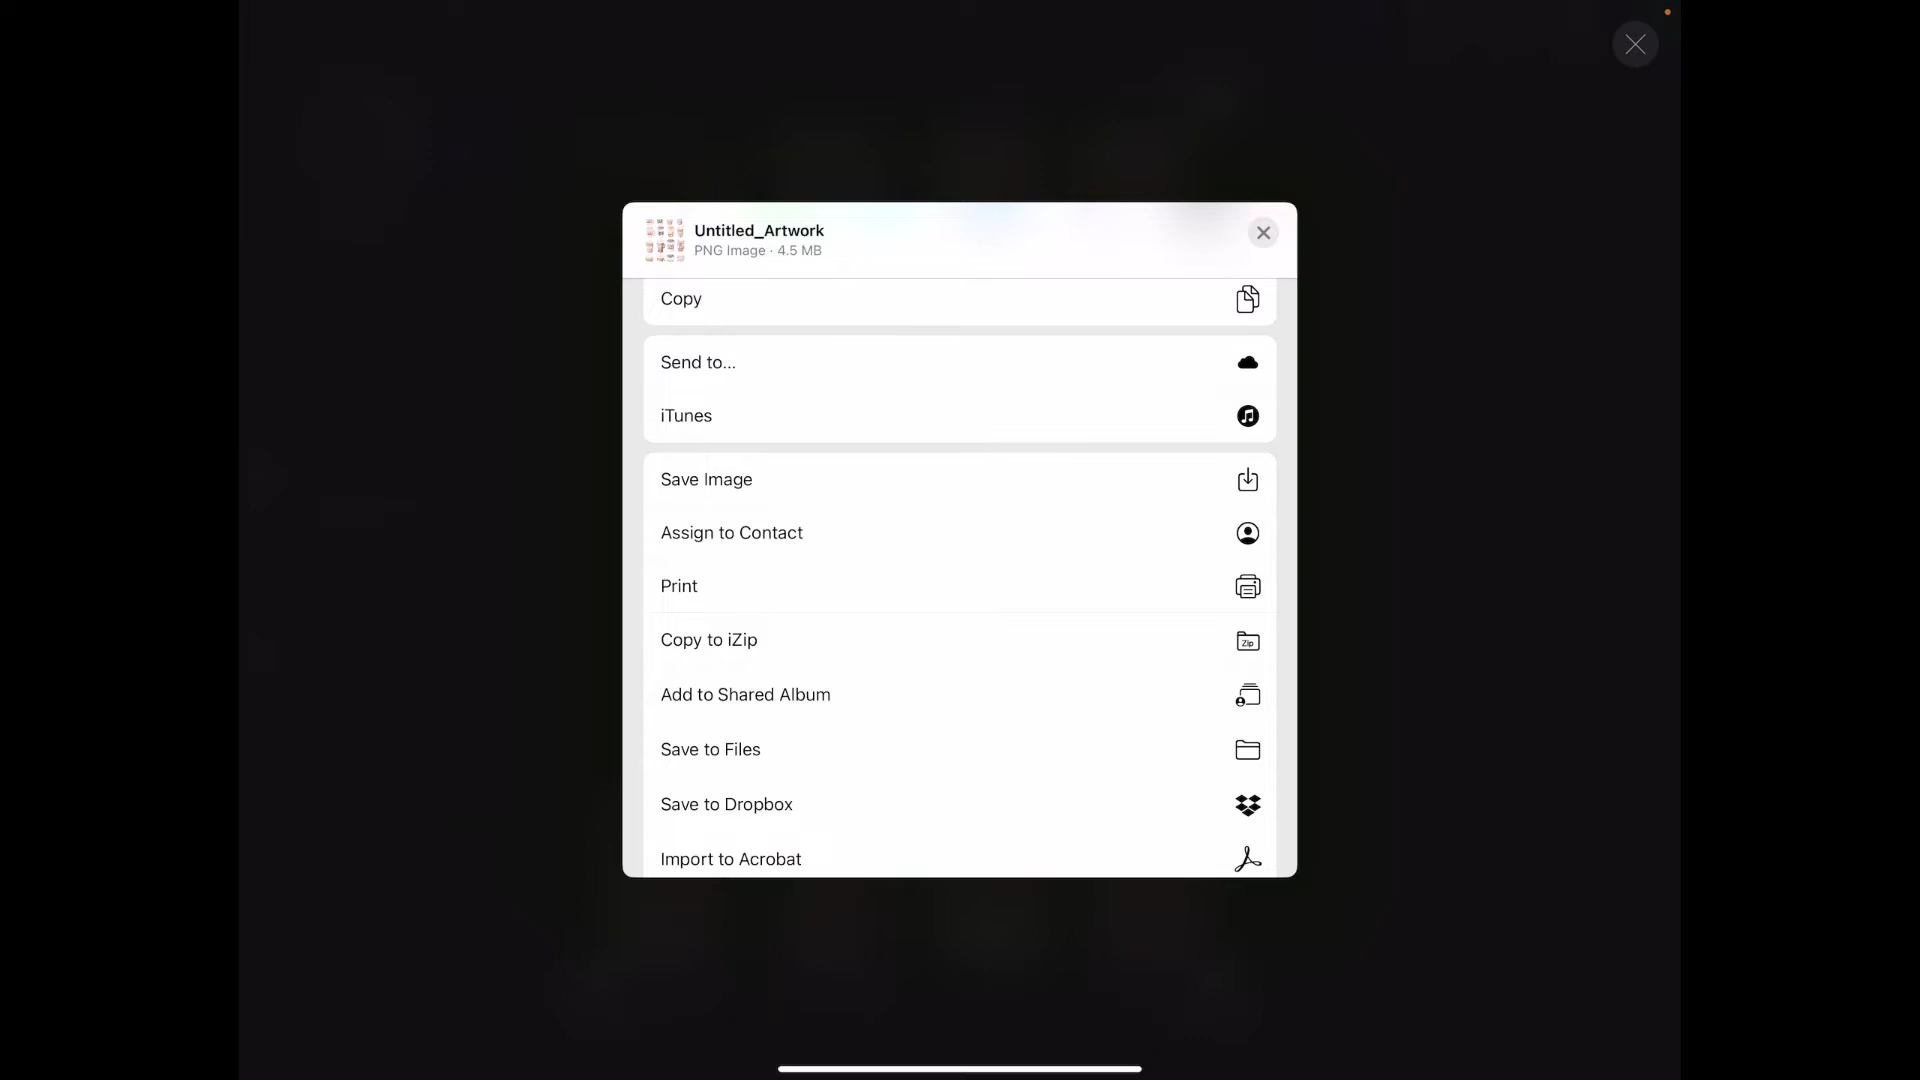 Untitled_Artwork
PNG Image · 4.5 MB
Copy
Send to...
iTunes
Save Image
Assign to Contact
Print
Copy to iZip
Zip
Add to Shared Album
Save to Files
Save to Dropbox
Import to Acrobat